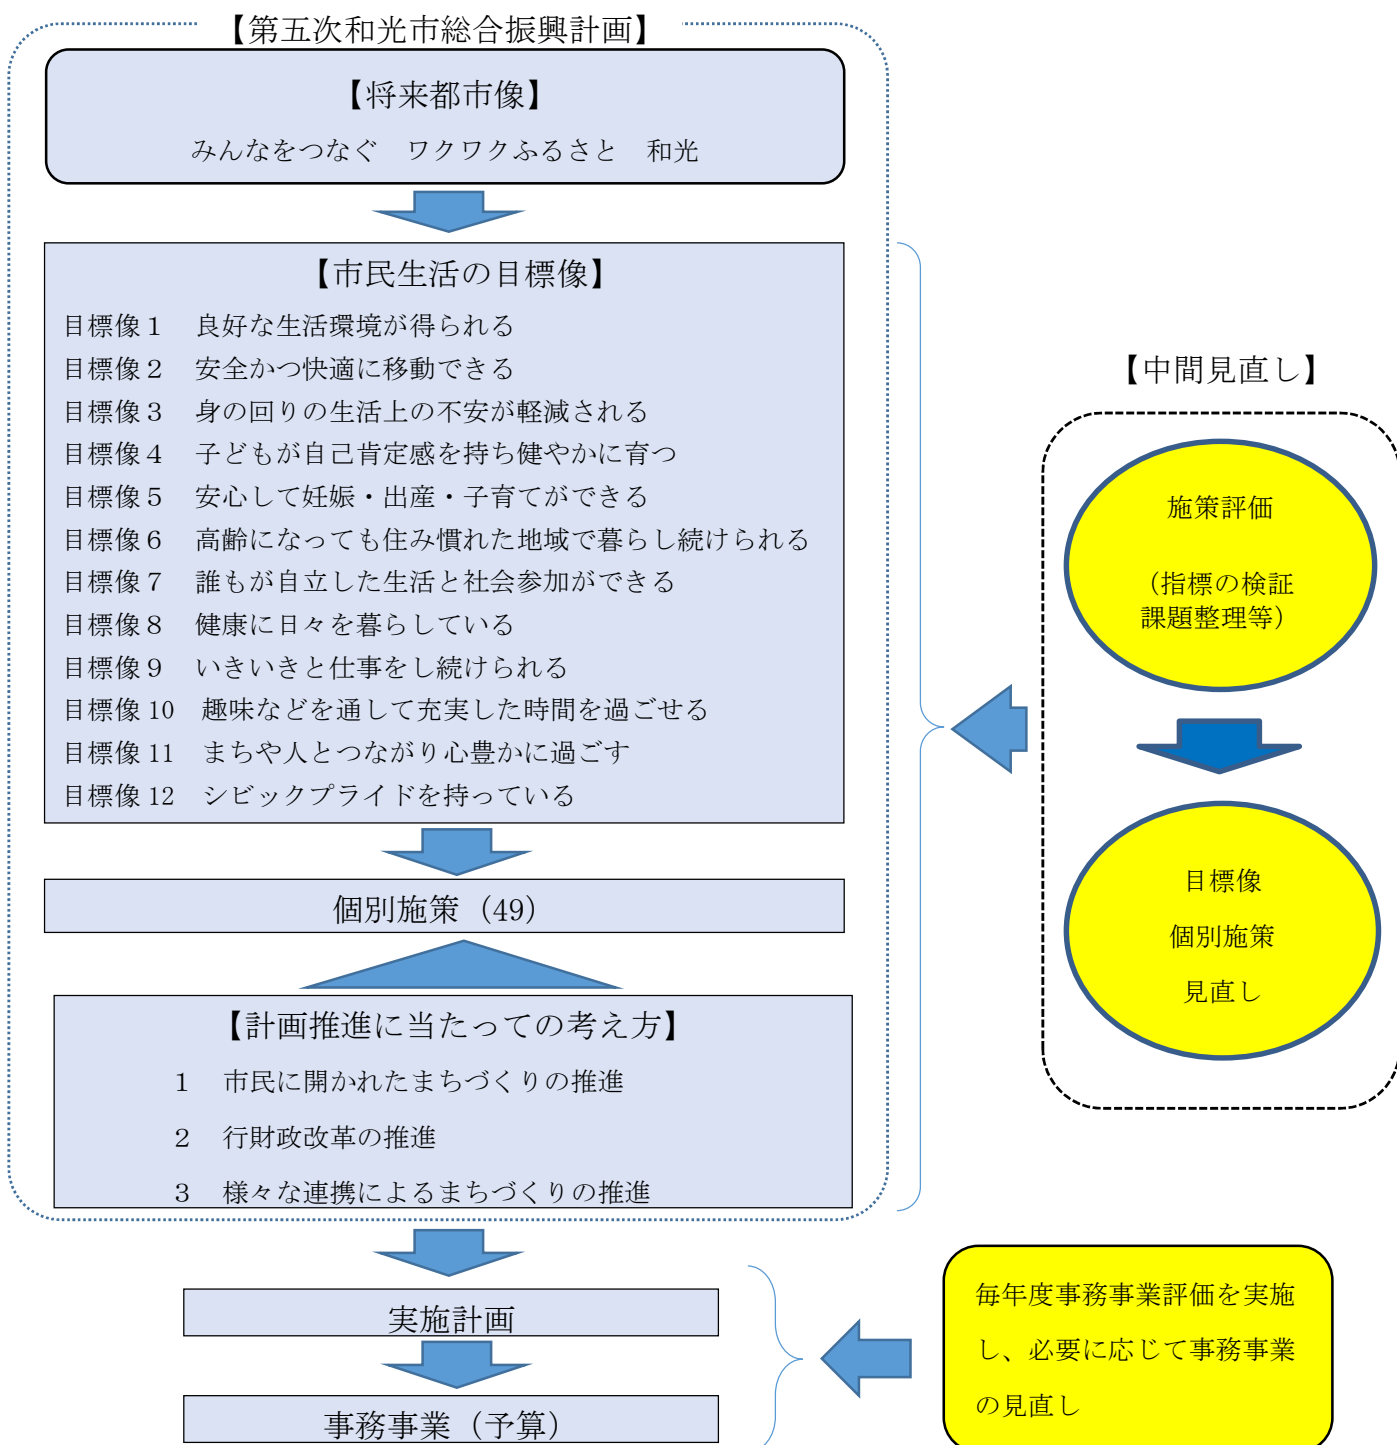 【第五次和光市総合振興計画】
【将来都市像】
みんなをつなぐ　ワクワクふるさと　和光
【市民生活の目標像】
目標像１　良好な生活環境が得られる
目標像２　安全かつ快適に移動できる
目標像３　身の回りの生活上の不安が軽減される
目標像４　子どもが自己肯定感を持ち健やかに育つ
目標像５　安心して妊娠・出産・子育てができる
目標像６　高齢になっても住み慣れた地域で暮らし続けられる
目標像７　誰もが自立した生活と社会参加ができる
目標像８　健康に日々を暮らしている
目標像９　いきいきと仕事をし続けられる
目標像 10　趣味などを通して充実した時間を過ごせる
目標像 11　まちや人とつながり心豊かに過ごす
目標像 12　シビックプライドを持っている
個別施策（49）
【計画推進に当たっての考え方】
１　市民に開かれたまちづくりの推進
２　行財政改革の推進
３　様々な連携によるまちづくりの推進
実施計画
事務事業（予算）
【中間見直し】
施策評価
（指標の検証
課題整理等）
目標像
個別施策
見直し
毎年度事務事業評価を実施
し、必要に応じて事務事業
の見直し